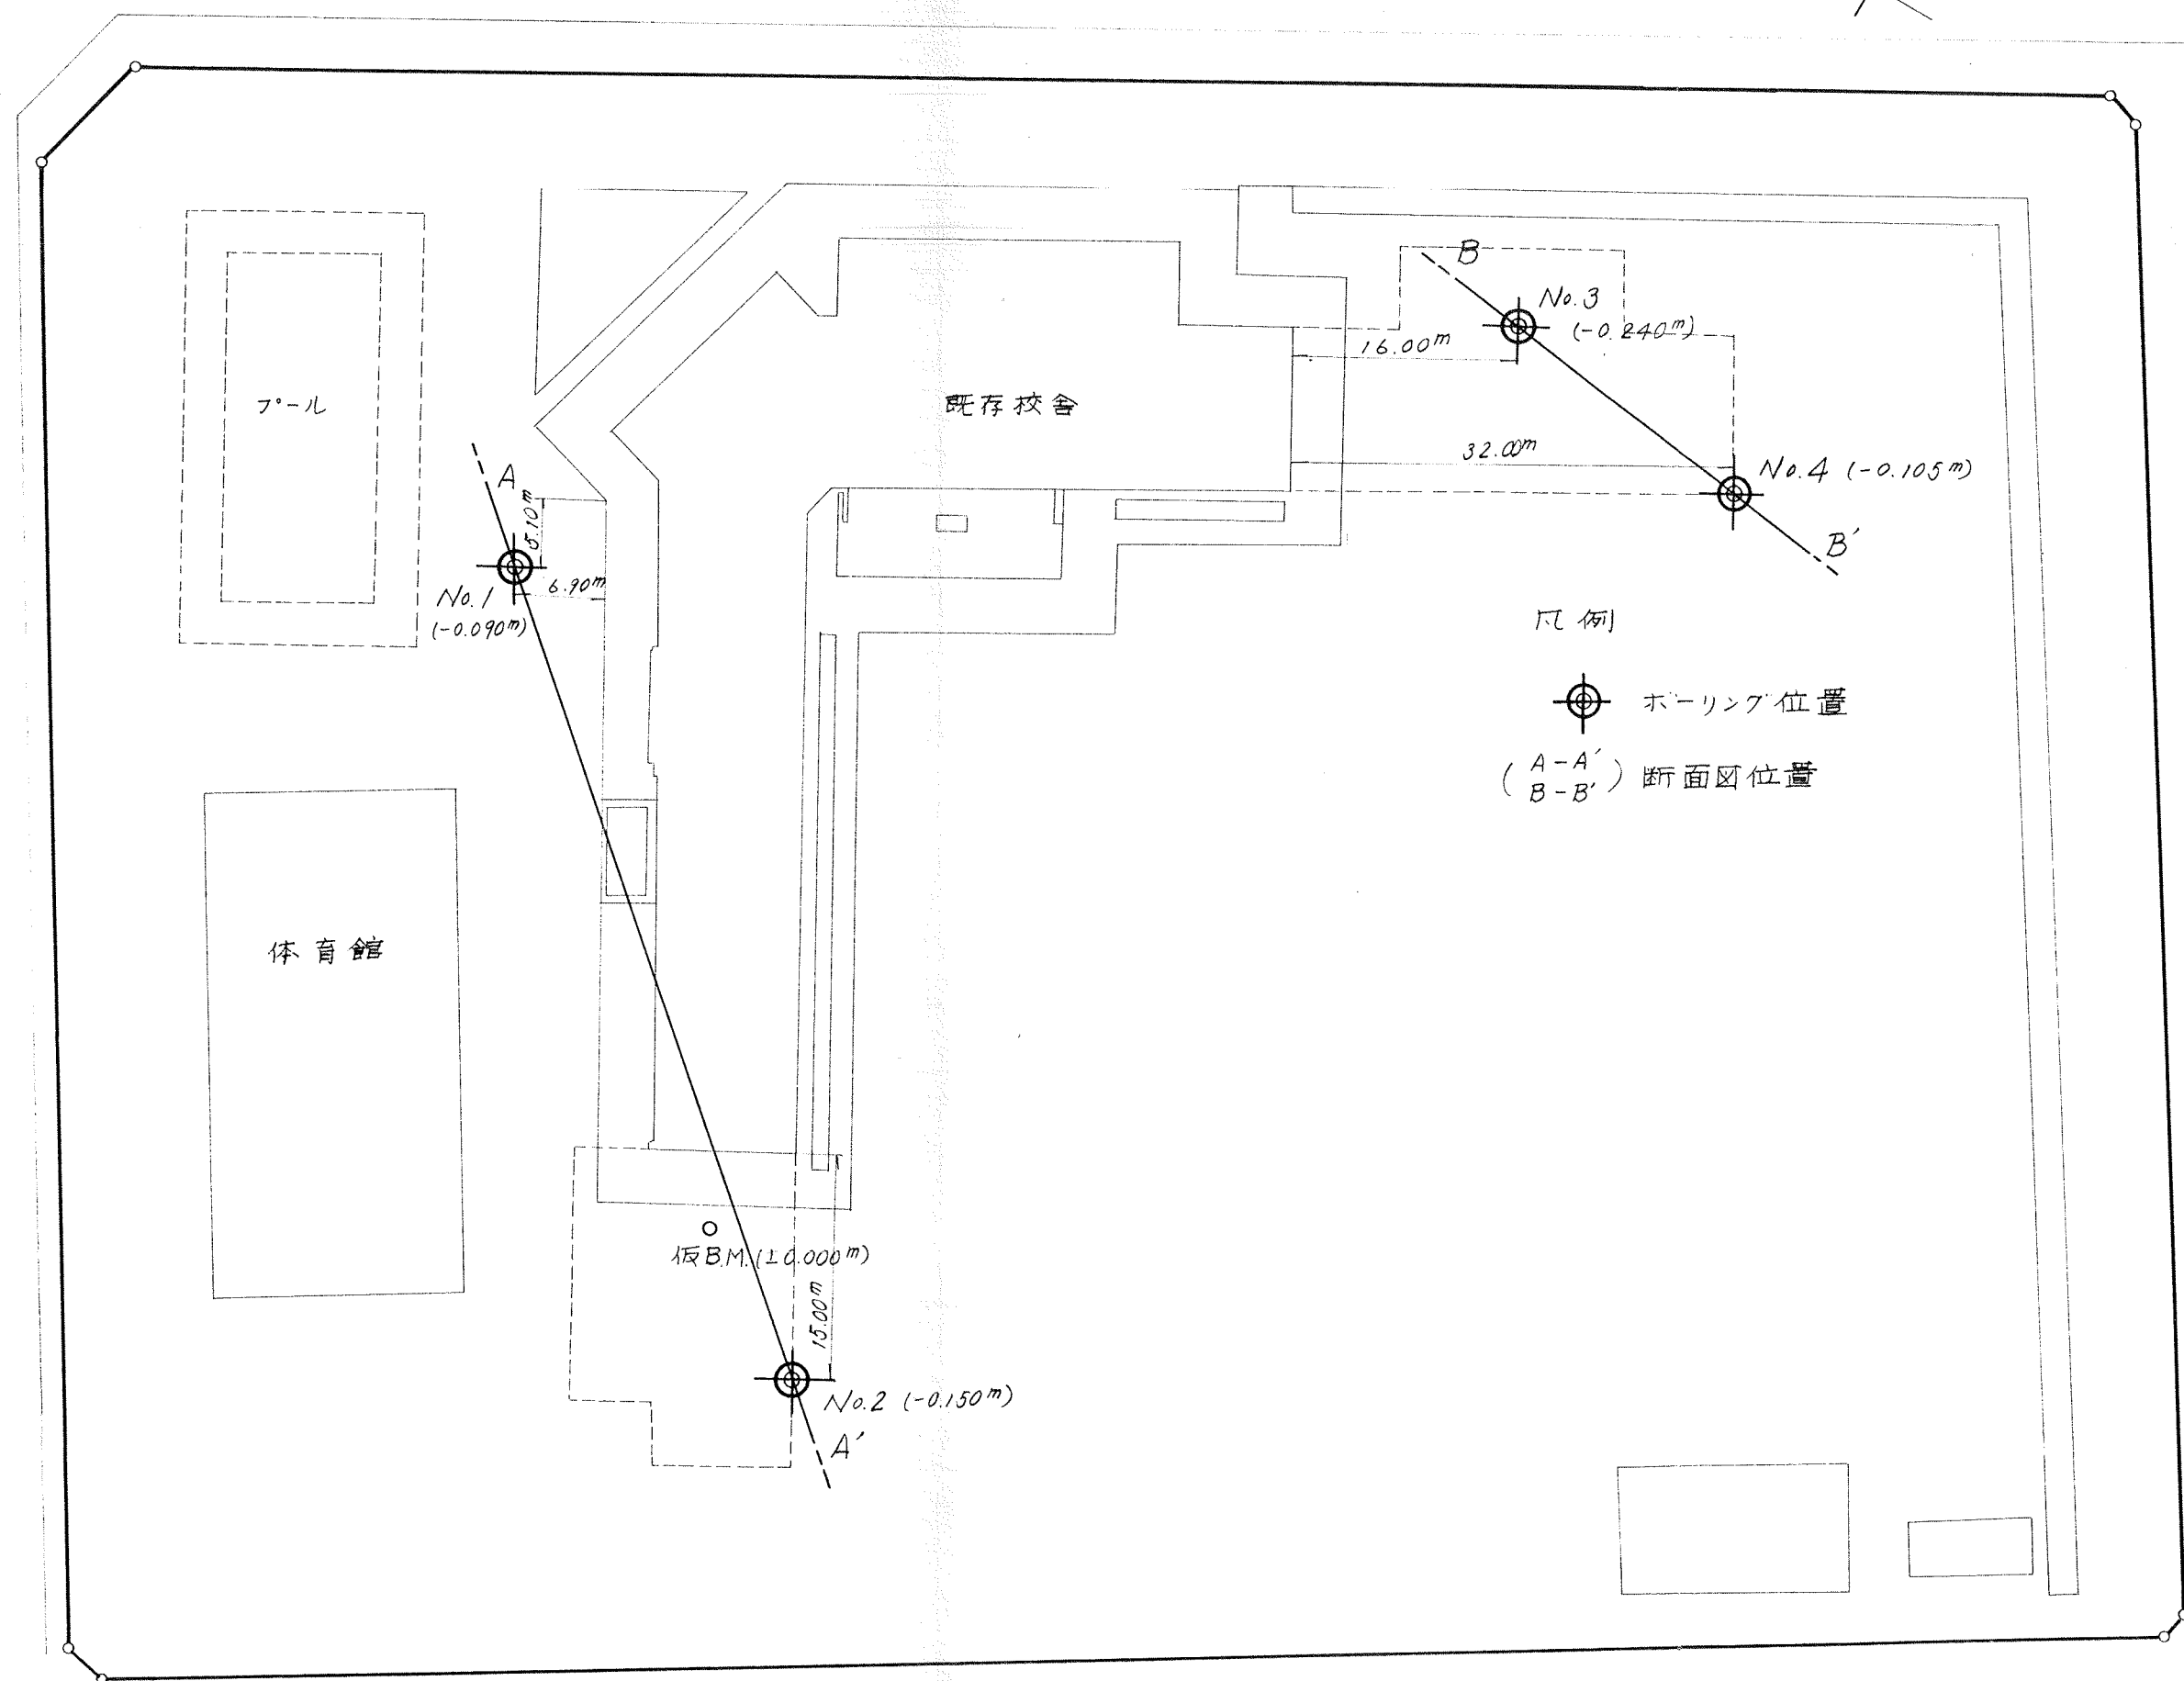 B
No.3
(-0.240m)
16.00m
プール
既存校舎
32.00m
No.4 (-0.105m)
A
5.10m
B′
No.1
6.90m
(-0.090m)
凡例
ボーリング位置
(A-A′
B-B′) 断面図位置
体育館
仮B.M.(±0.000m)
15.00m
No.2 (-0.150m)
A′